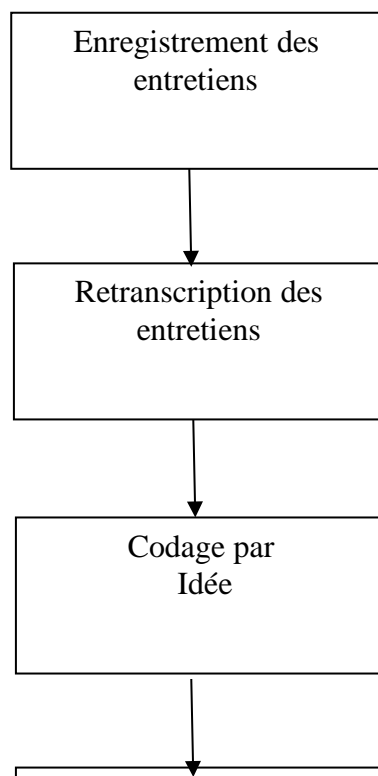 Enregistrement des
entretiens
Retranscription des
entretiens
Codage par
Idée